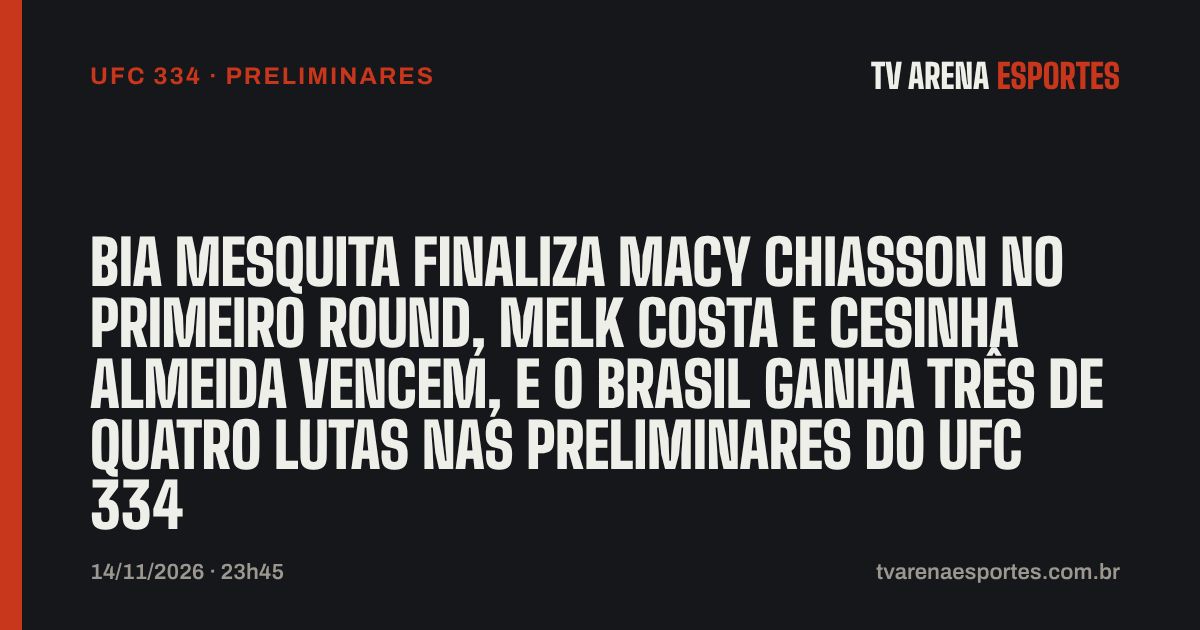 UFC 334 · PRELIMINARES
TV ARENA ESPORTES
BIA MESQUITA FINALIZA MACY CHIASSON NO
PRIMEIRO ROUND, MELK COSTA E CESINHA
ALMEIDA VENCEM, E O BRASIL GANHA TRÊS DE
QUATRO LUTAS NAS PRELIMINARES DO UFC
334
14/11/2026 · 23h45
tvarenaesportes.com.br